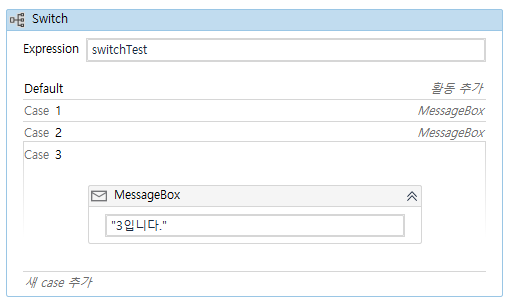 Switch
Expression switchTest
Default 활동 추가
Case 1 MessageBox
Case 2 MessageBox
Case 3
MessageBox
"3입니다."
새 case 추가